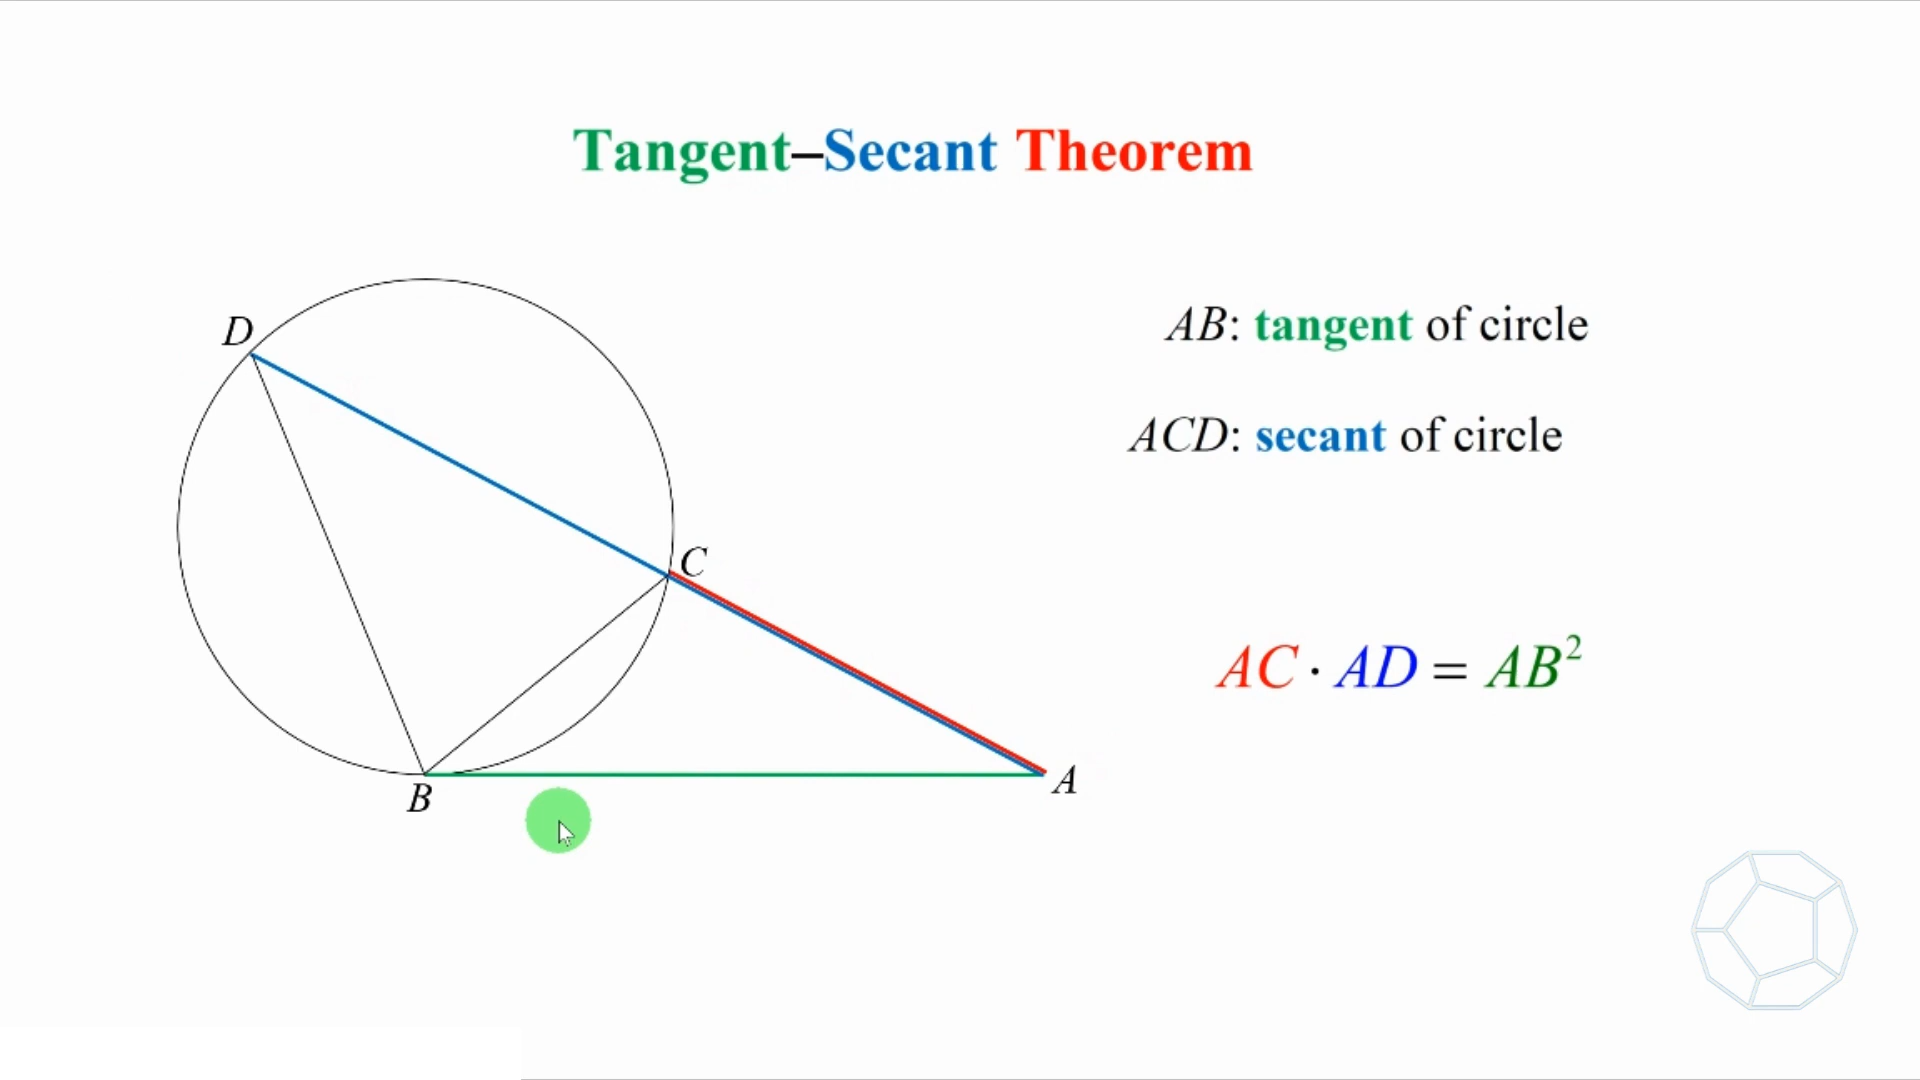 Tangent–Secant Theorem
D
AB: tangent of circle
ACD: secant of circle
C
AC · AD = AB²
A
B